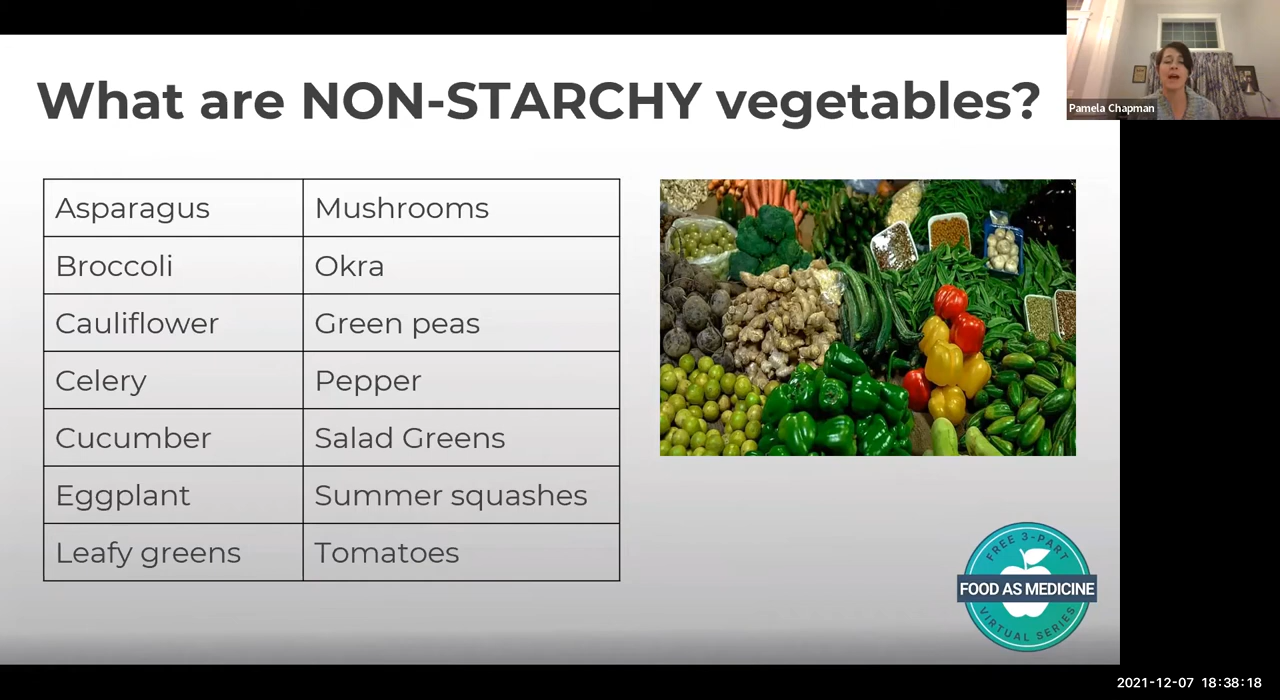 What are NON-STARCHY vegetables?
Pamela Chapman
Asparagus
Mushrooms
Broccoli
Okra
Cauliflower
Green peas
Celery
Pepper
Cucumber
Salad Greens
Eggplant
Summer squashes
Leafy greens
Tomatoes
FREE 3-PART
FOOD AS MEDICINE
VIRTUAL SERIES
2021-12-07 18:38:18